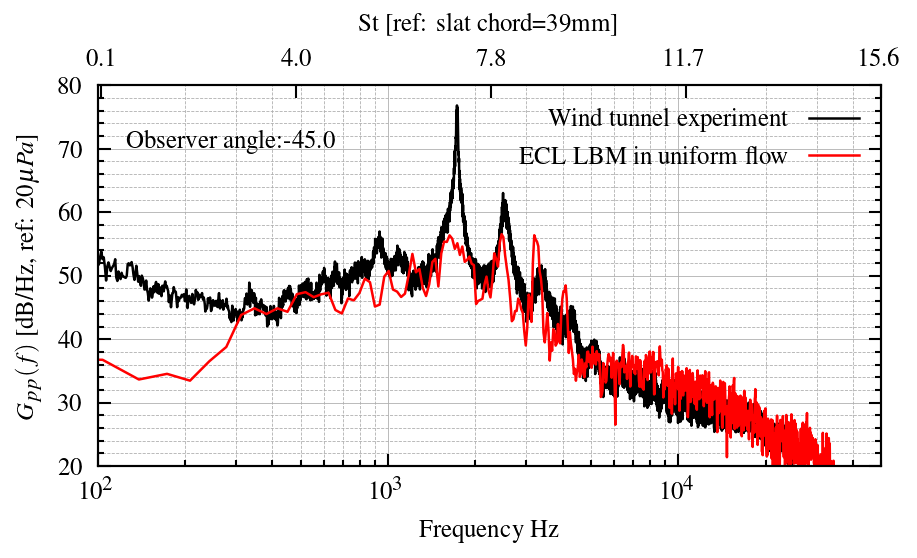 St [ref: slat chord=39mm]
0.1 4.0 7.8 11.7 15.6
80
70
60
50
40
30
20
G_{pp}(f) [dB/Hz, ref: 20μPa]
Observer angle:-45.0
Wind tunnel experiment
ECL LBM in uniform flow
10^2 10^3 10^4
Frequency Hz